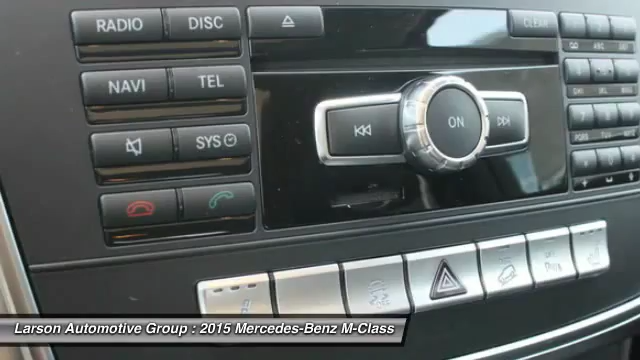 RADIO DISC CLEAR
NAVI TEL
ON
SYS
Larson Automotive Group : 2015 Mercedes-Benz M-Class